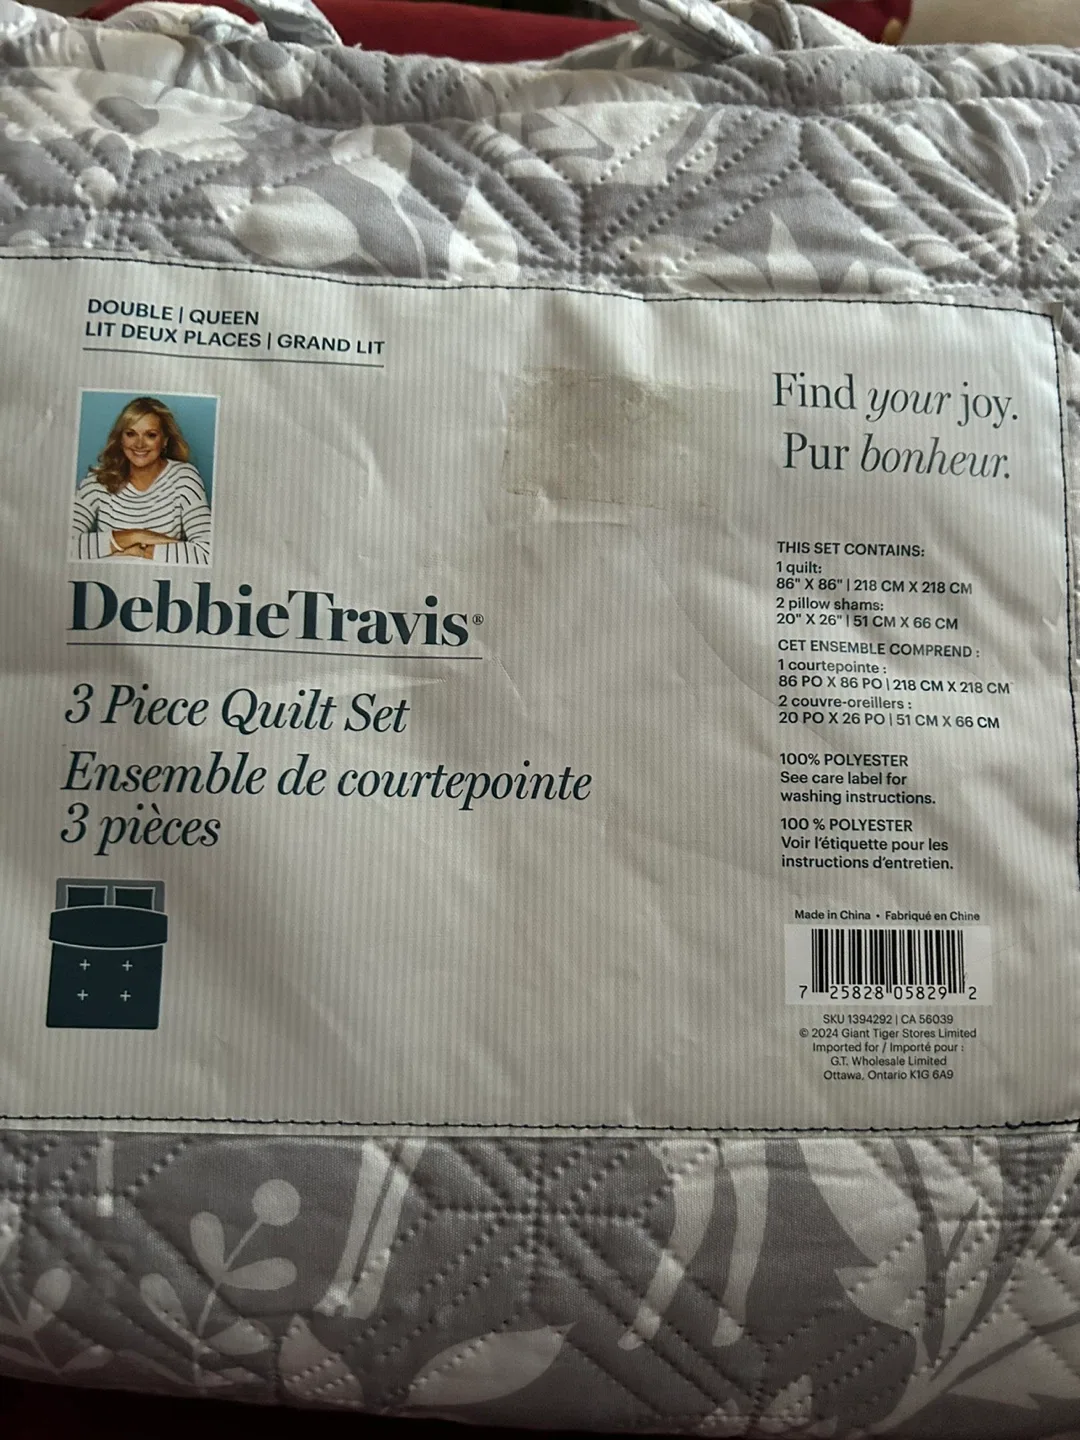 DOUBLE | QUEEN
LIT DEUX PLACES | GRAND LIT
DebbieTravis®
3 Piece Quilt Set
Ensemble de courtepointe
3 pièces
Find your joy.
Pur bonheur.
THIS SET CONTAINS:
1 quilt:
86" X 86" | 218 CM X 218 CM
2 pillow shams:
20" X 26" | 51 CM X 66 CM
CET ENSEMBLE COMPREND :
1 courtepointe :
86 PO X 86 PO | 218 CM X 218 CM
2 couvre-oreillers :
20 PO X 26 PO | 51 CM X 66 CM
100% POLYESTER
See care label for
washing instructions.
100 % POLYESTER
Voir l'étiquette pour les
instructions d'entretien.
Made in China • Fabriqué en Chine
7 25828 05829 2
SKU 1394292 | CA 56039
© 2024 Giant Tiger Stores Limited
Imported for / Importé pour :
G.T. Wholesale Limited
Ottawa, Ontario K1G 6A9